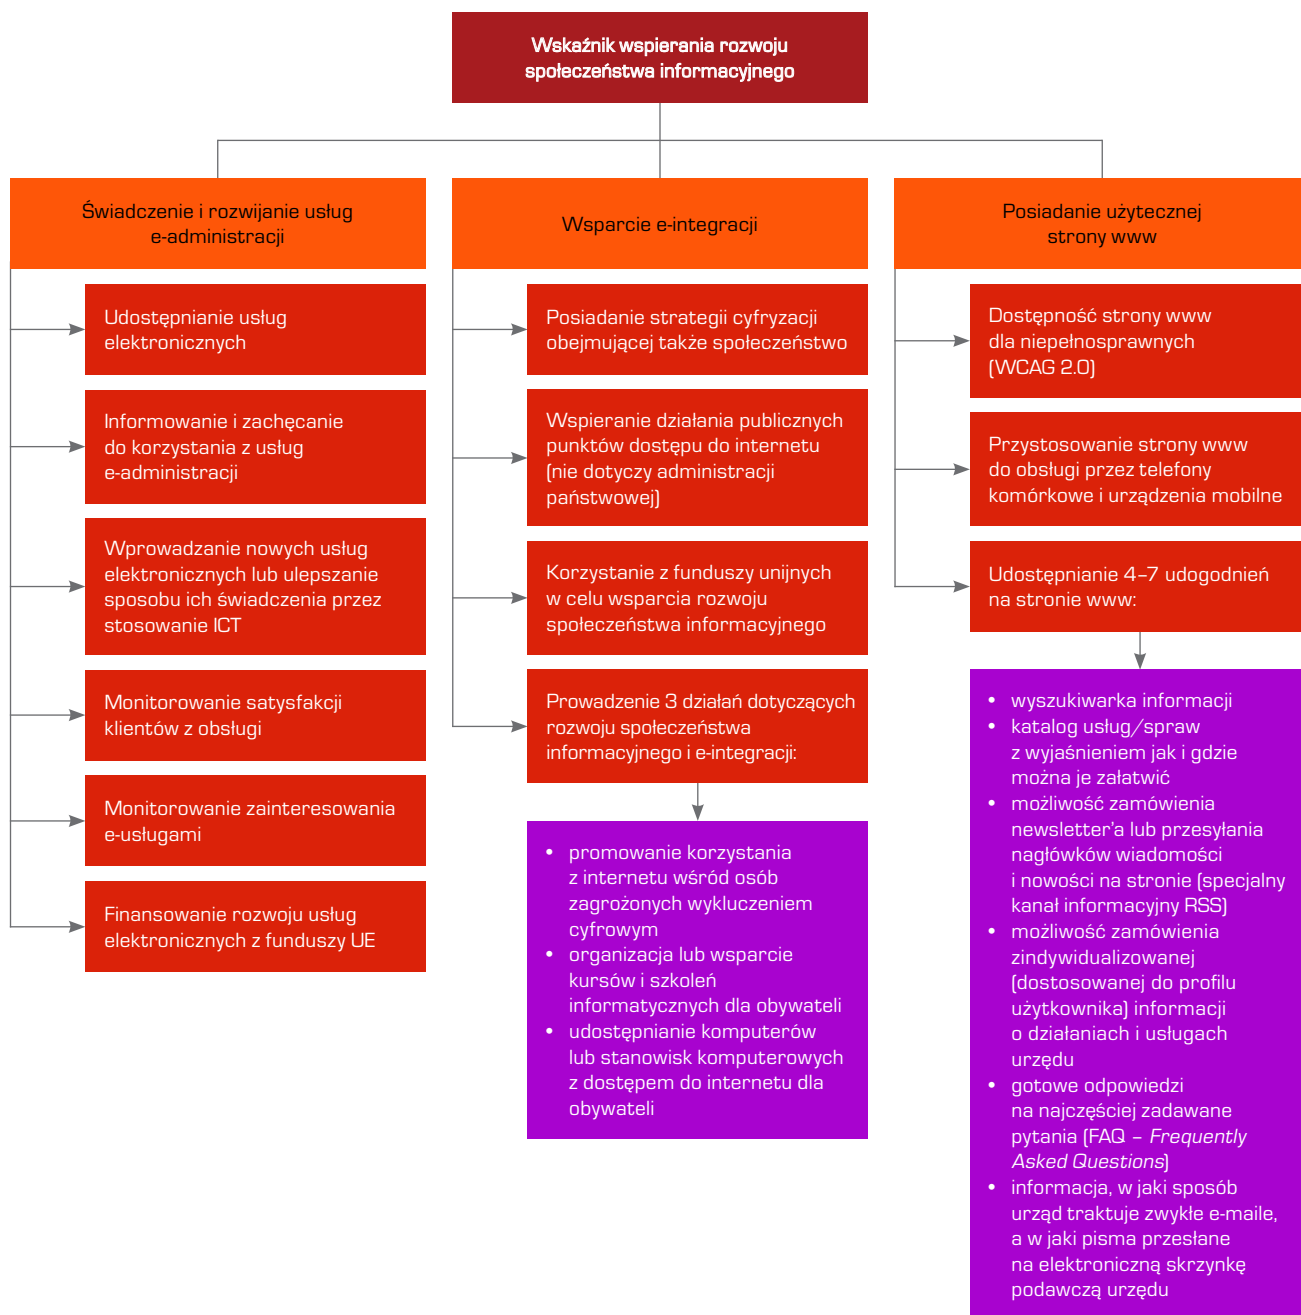 Wskaźnik wspierania rozwoju
społeczeństwa informacyjnego
Świadczenie i rozwijanie usług
e-administracji
Udostępnianie usług
elektronicznych
Informowanie i zachęcanie
do korzystania z usług
e-administracji
Wprowadzanie nowych usług
elektronicznych lub ulepszanie
sposobu ich świadczenia przez
stosowanie ICT
Monitorowanie satysfakcji
klientów z obsługi
Monitorowanie zainteresowania
e-usługami
Finansowanie rozwoju usług
elektronicznych z funduszy UE
Wsparcie e-integracji
Posiadanie strategii cyfryzacji
obejmującej także społeczeństwo
Wspieranie działania publicznych
punktów dostępu do internetu
(nie dotyczy administracji
państwowej)
Korzystanie z funduszy unijnych
w celu wsparcia rozwoju
społeczeństwa informacyjnego
Prowadzenie 3 działań dotyczących
rozwoju społeczeństwa
informacyjnego i e-integracji:
• promowanie korzystania
z internetu wśród osób
zagrożonych wykluczeniem
cyfrowym
• organizacja lub wsparcie
kursów i szkoleń
informatycznych dla obywateli
• udostępnianie komputerów
lub stanowisk komputerowych
z dostępem do internetu dla
obywateli
Posiadanie użytecznej
strony www
Dostępność strony www
dla niepełnosprawnych
(WCAG 2.0)
Przystosowanie strony www
do obsługi przez telefony
komórkowe i urządzenia mobilne
Udostępnianie 4–7 udogodnień
na stronie www:
• wyszukiwarka informacji
• katalog usług/spraw
z wyjaśnieniem jak i gdzie
można je załatwić
• możliwość zamówienia
newsletter'a lub przesyłania
nagłówków wiadomości
i nowości na stronie (specjalny
kanał informacyjny RSS)
• możliwość zamówienia
zindywidualizowanej
(dostosowanej do profilu
użytkownika) informacji
o działaniach i usługach
urzędu
• gotowe odpowiedzi
na najczęściej zadawane
pytania (FAQ – Frequently
Asked Questions)
• informacja, w jaki sposób
urząd traktuje zwykłe e-maile,
a w jaki pisma przesłane
na elektroniczną skrzynkę
podawczą urzędu